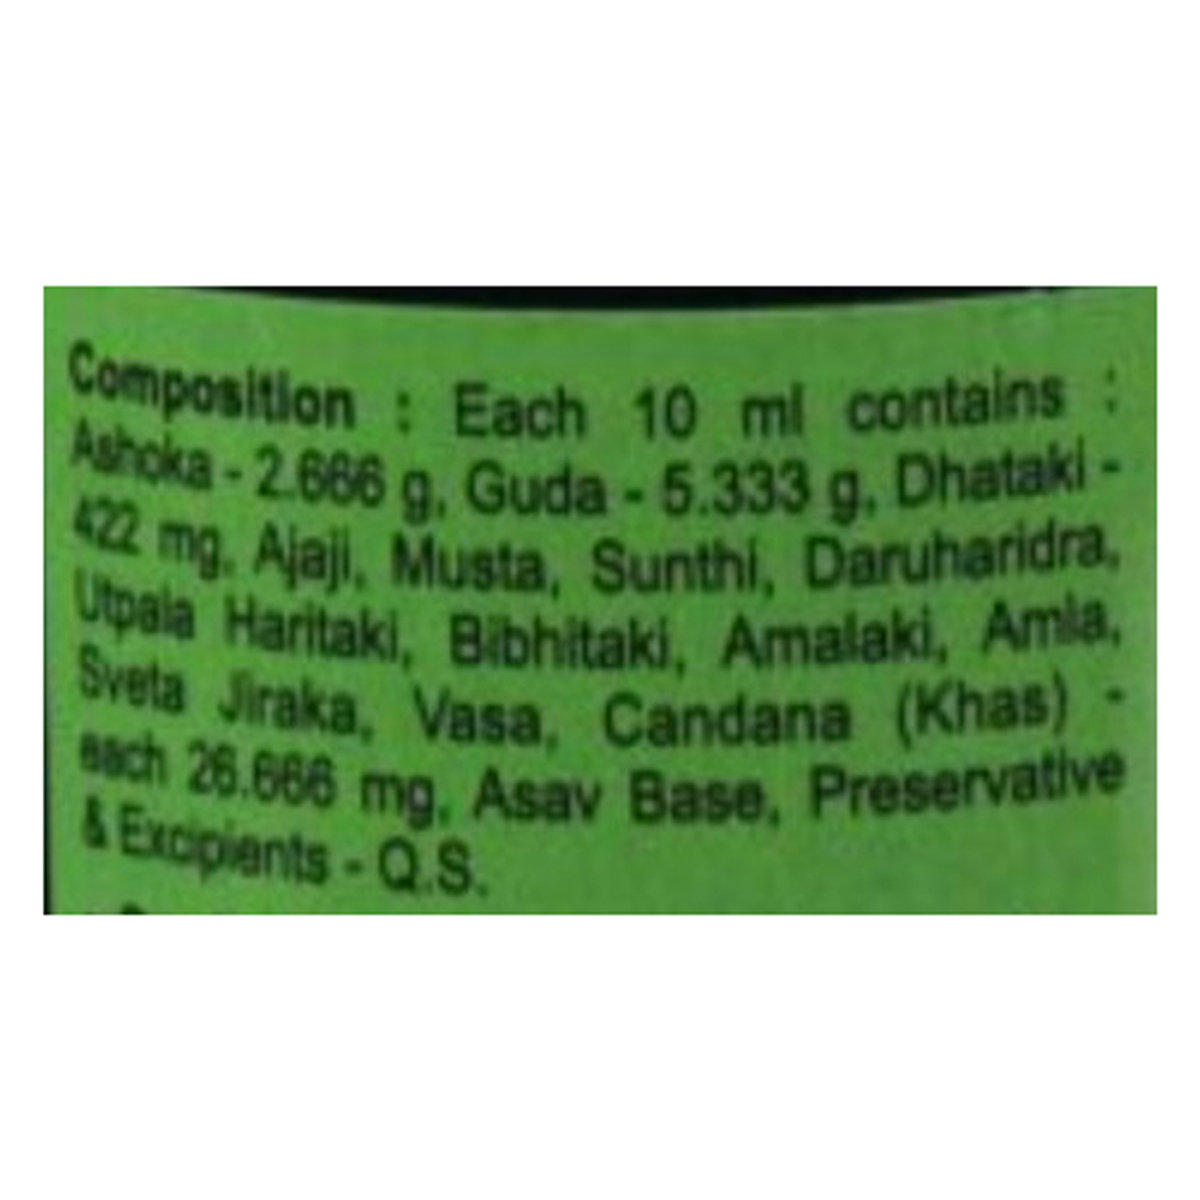 Composition : Each 10 ml contains :
Ashoka - 2.666 g, Guda - 5.333 g, Dhataki -
422 mg, Ajaji, Musta, Sunthi, Daruharidra,
Utpala Haritaki, Bibhitaki, Amalaki, Amla,
Sveta Jiraka, Vasa, Candana (Khas) -
each 26.666 mg, Asav Base, Preservative
& Excipients - Q.S.